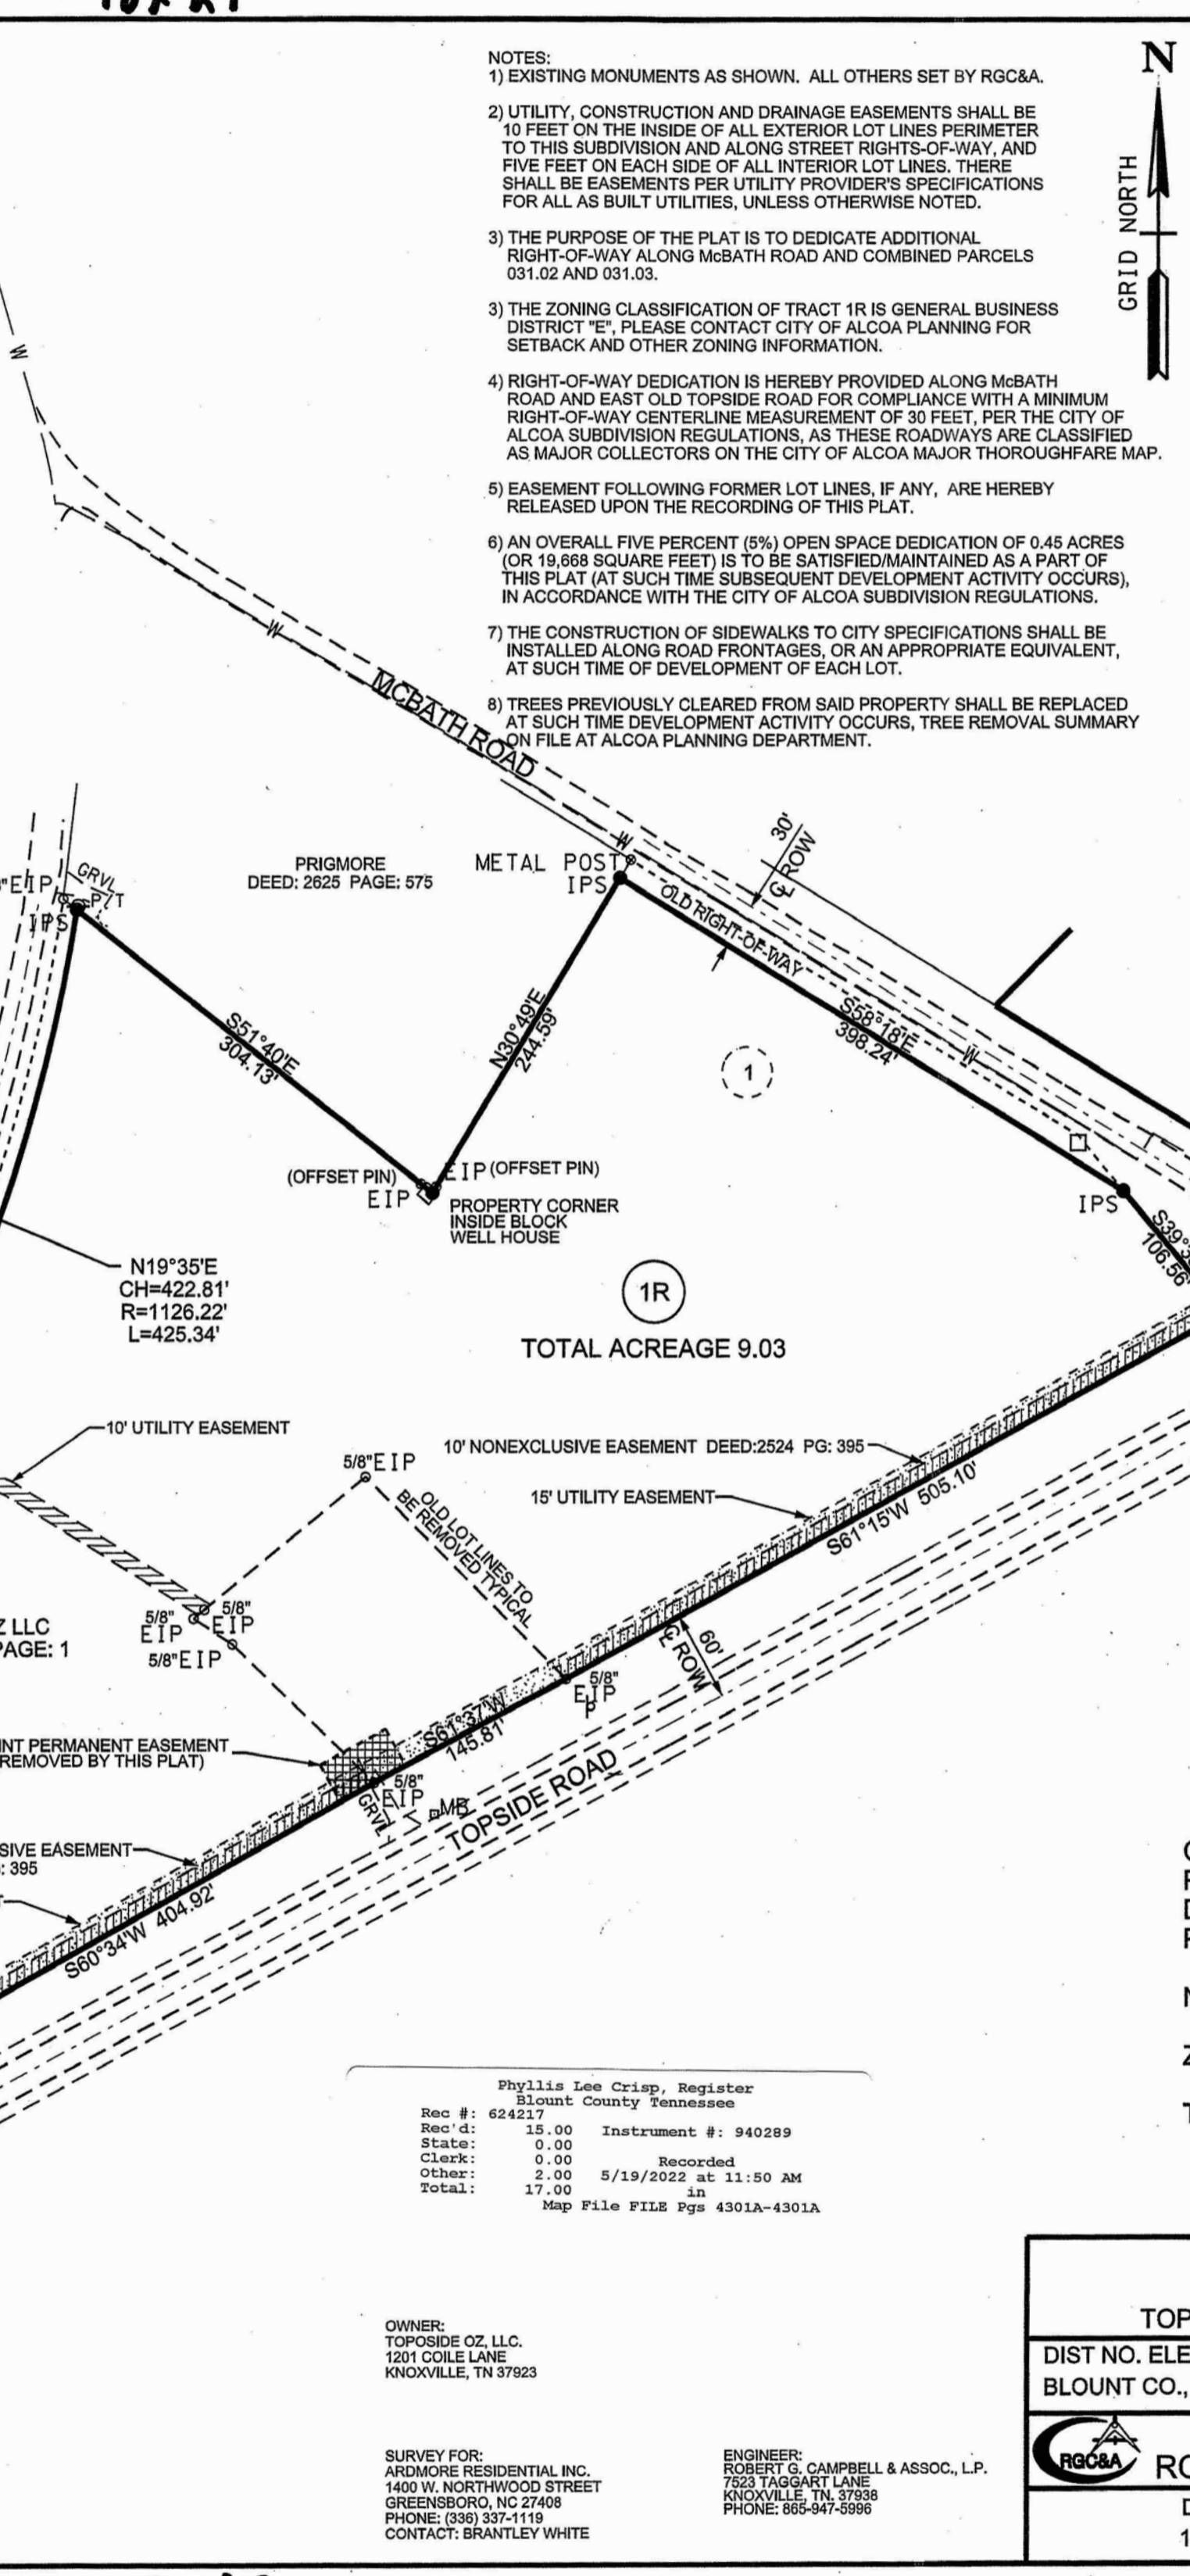 NOTES:
1) EXISTING MONUMENTS AS SHOWN. ALL OTHERS SET BY RGC&A.
2) UTILITY, CONSTRUCTION AND DRAINAGE EASEMENTS SHALL BE
10 FEET ON THE INSIDE OF ALL EXTERIOR LOT LINES PERIMETER
TO THIS SUBDIVISION AND ALONG STREET RIGHTS-OF-WAY, AND
FIVE FEET ON EACH SIDE OF ALL INTERIOR LOT LINES. THERE
SHALL BE EASEMENTS PER UTILITY PROVIDER'S SPECIFICATIONS
FOR ALL AS BUILT UTILITIES, UNLESS OTHERWISE NOTED.
3) THE PURPOSE OF THE PLAT IS TO DEDICATE ADDITIONAL
RIGHT-OF-WAY ALONG McBATH ROAD AND COMBINED PARCELS
031.02 AND 031.03.
3) THE ZONING CLASSIFICATION OF TRACT 1R IS GENERAL BUSINESS
DISTRICT "E", PLEASE CONTACT CITY OF ALCOA PLANNING FOR
SETBACK AND OTHER ZONING INFORMATION.
4) RIGHT-OF-WAY DEDICATION IS HEREBY PROVIDED ALONG McBATH
ROAD AND EAST OLD TOPSIDE ROAD FOR COMPLIANCE WITH A MINIMUM
RIGHT-OF-WAY CENTERLINE MEASUREMENT OF 30 FEET, PER THE CITY OF
ALCOA SUBDIVISION REGULATIONS, AS THESE ROADWAYS ARE CLASSIFIED
AS MAJOR COLLECTORS ON THE CITY OF ALCOA MAJOR THOROUGHFARE MAP.
5) EASEMENT FOLLOWING FORMER LOT LINES, IF ANY, ARE HEREBY
RELEASED UPON THE RECORDING OF THIS PLAT.
6) AN OVERALL FIVE PERCENT (5%) OPEN SPACE DEDICATION OF 0.45 ACRES
(OR 19,668 SQUARE FEET) IS TO BE SATISFIED/MAINTAINED AS A PART OF
THIS PLAT (AT SUCH TIME SUBSEQUENT DEVELOPMENT ACTIVITY OCCURS),
IN ACCORDANCE WITH THE CITY OF ALCOA SUBDIVISION REGULATIONS.
7) THE CONSTRUCTION OF SIDEWALKS TO CITY SPECIFICATIONS SHALL BE
INSTALLED ALONG ROAD FRONTAGES, OR AN APPROPRIATE EQUIVALENT,
AT SUCH TIME OF DEVELOPMENT OF EACH LOT.
8) TREES PREVIOUSLY CLEARED FROM SAID PROPERTY SHALL BE REPLACED
AT SUCH TIME DEVELOPMENT ACTIVITY OCCURS, TREE REMOVAL SUMMARY
ON FILE AT ALCOA PLANNING DEPARTMENT.
N
GRID NORTH
W
W
MCBATH ROAD
W
30'
℄ ROW
PRIGMORE
DEED: 2625 PAGE: 575
METAL POST
IPS
OLD RIGHT-OF-WAY
"EIP
GRVL
P/T
IPS
S51°40'E
304.13'
N30°49'E
244.59'
S58°18'E
398.24'
W
1
(OFFSET PIN)
EIP
EIP (OFFSET PIN)
PROPERTY CORNER
INSIDE BLOCK
WELL HOUSE
IPS
S39°3
106.56'
N19°35'E
CH=422.81'
R=1126.22'
L=425.34'
1R
TOTAL ACREAGE 9.03
10' UTILITY EASEMENT
5/8"EIP
10' NONEXCLUSIVE EASEMENT DEED:2524 PG: 395
15' UTILITY EASEMENT
S61°15'W 505.10'
OLD LOT LINES TO
BE REMOVED TYPICAL
5/8"
EIP
5/8"
EIP
5/8"EIP
Z LLC
PAGE: 1
60'
℄ ROW
5/8"
EIP
P
S61°37'W
145.81'
INT PERMANENT EASEMENT
REMOVED BY THIS PLAT)
5/8"
EIP
GRVL
MB
TOPSIDE ROAD
SIVE EASEMENT
: 395
S60°34'W 404.92'
Phyllis Lee Crisp, Register
Blount County Tennessee
Rec #: 624217
Rec'd: 15.00 Instrument #: 940289
State: 0.00
Clerk: 0.00 Recorded
Other: 2.00 5/19/2022 at 11:50 AM
Total: 17.00 in
Map File FILE Pgs 4301A-4301A
OWNER:
TOPOSIDE OZ, LLC.
1201 COILE LANE
KNOXVILLE, TN 37923
SURVEY FOR:
ARDMORE RESIDENTIAL INC.
1400 W. NORTHWOOD STREET
GREENSBORO, NC 27408
PHONE: (336) 337-1119
CONTACT: BRANTLEY WHITE
ENGINEER:
ROBERT G. CAMPBELL & ASSOC., L.P.
7523 TAGGART LANE
KNOXVILLE, TN. 37938
PHONE: 865-947-5996
TOP
DIST NO. ELE
BLOUNT CO.,
RGC&A